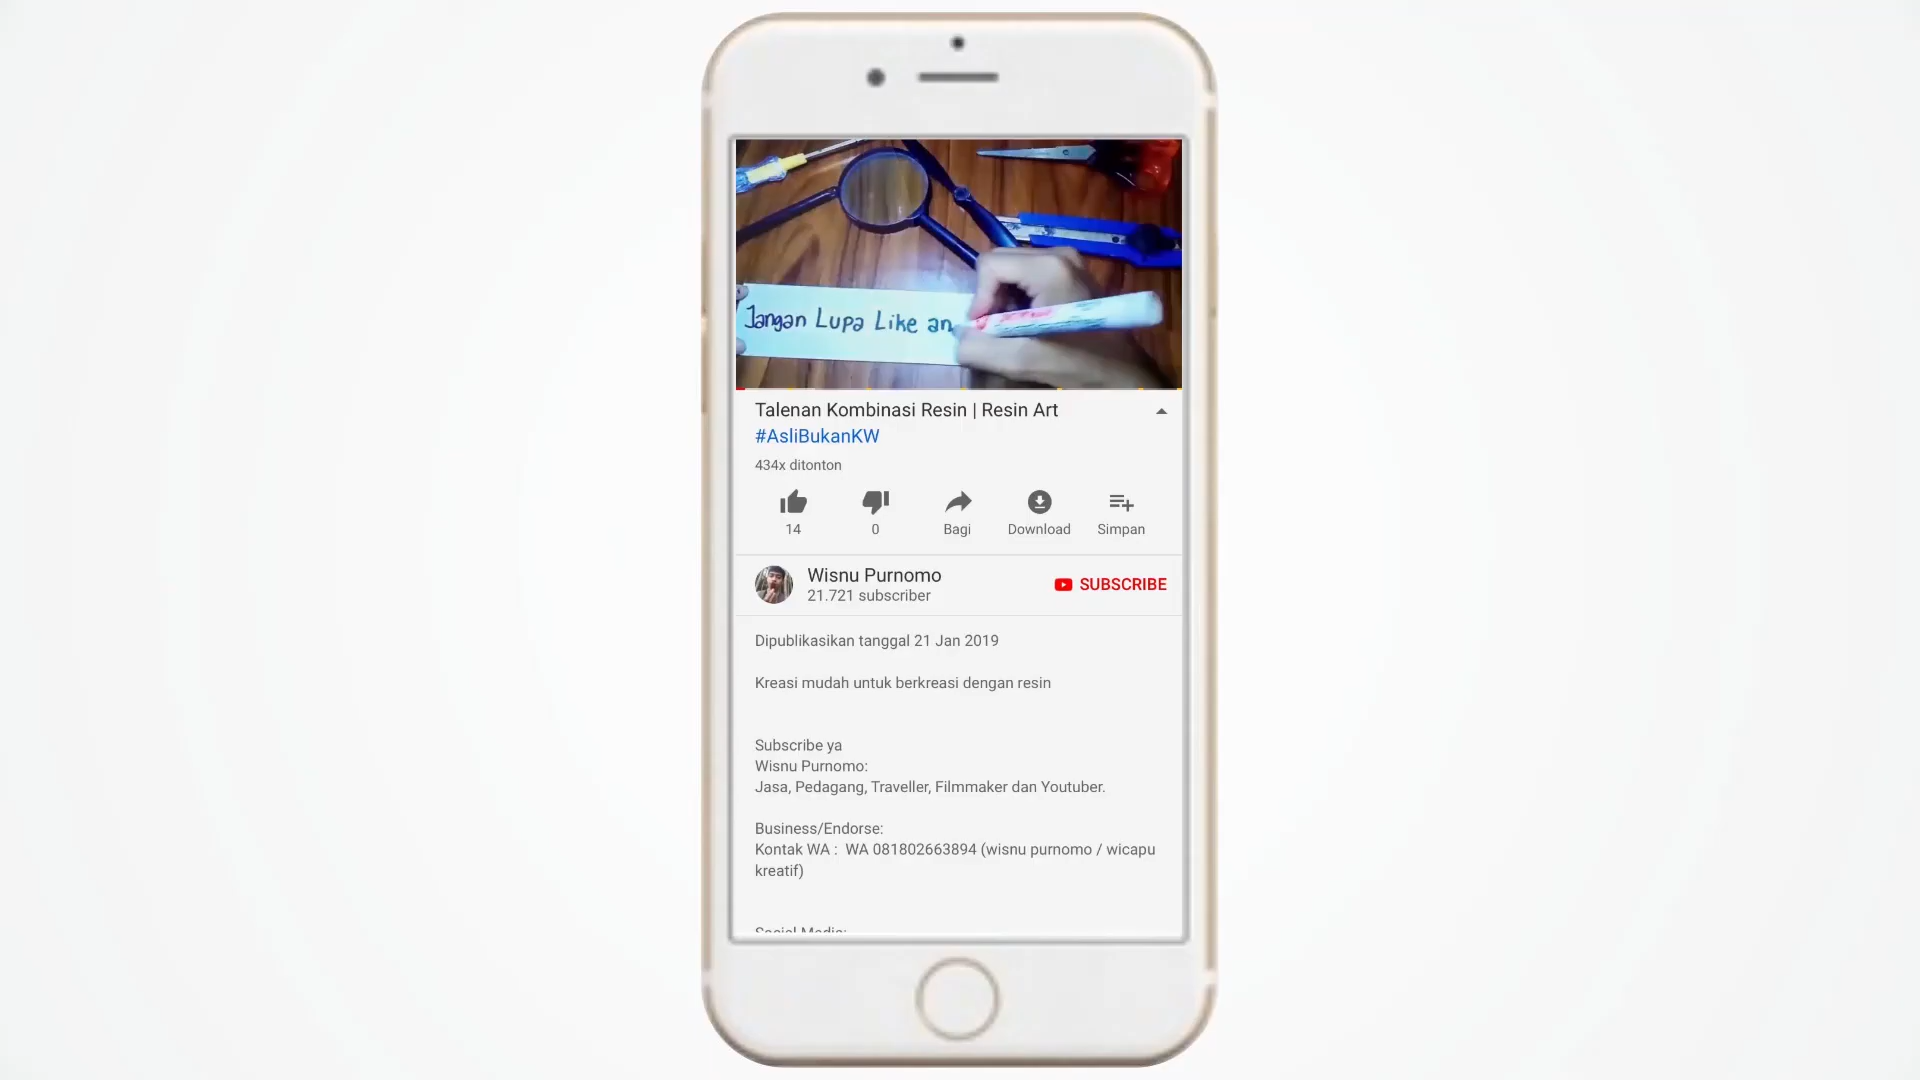 Jangan Lupa Like an
Talenan Kombinasi Resin | Resin Art
#AsliBukanKW
434x ditonton
14
0
Bagi
Download
Simpan
Wisnu Purnomo
21.721 subscriber
SUBSCRIBE
Dipublikasikan tanggal 21 Jan 2019
Kreasi mudah untuk berkreasi dengan resin
Subscribe ya
Wisnu Purnomo:
Jasa, Pedagang, Traveller, Filmmaker dan Youtuber.
Business/Endorse:
Kontak WA : WA 081802663894 (wisnu purnomo / wicapu
kreatif)
Social Media: